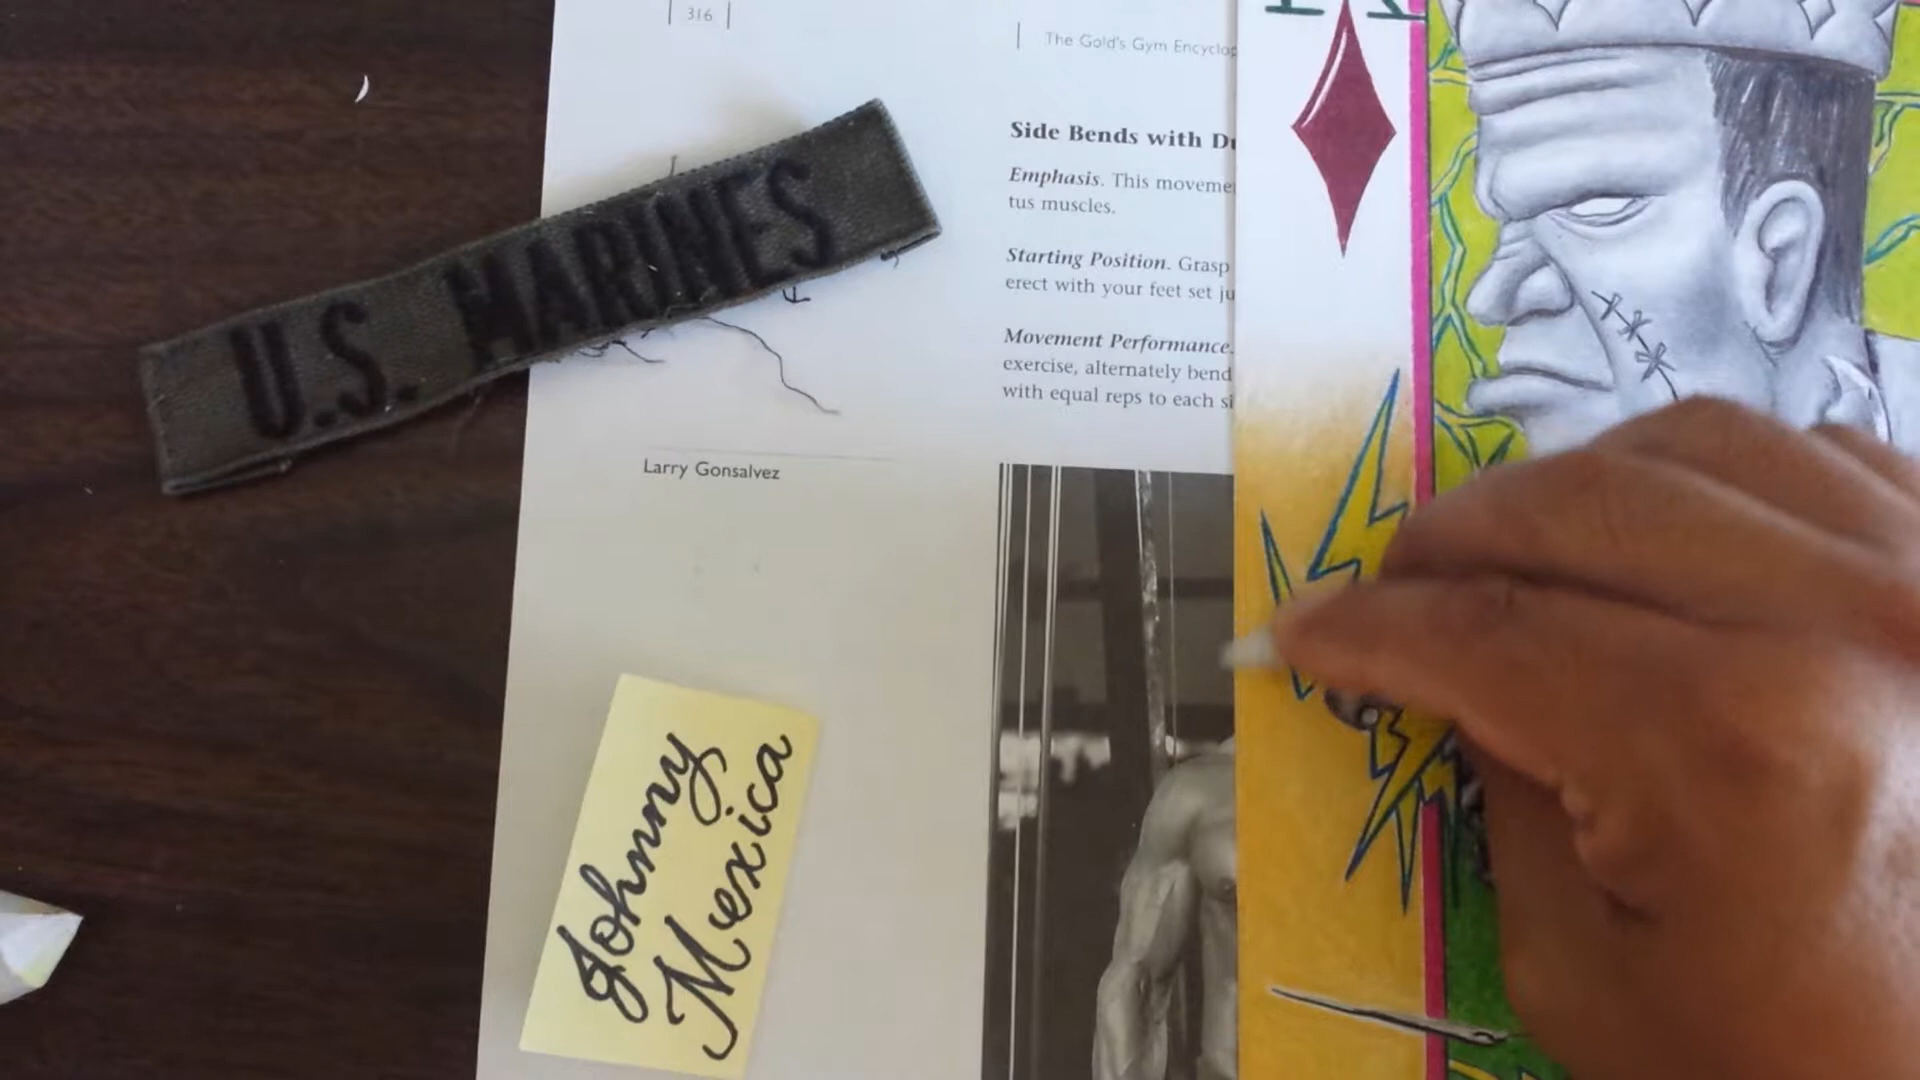 316
The Gold's Gym Encyclop
Side Bends with Du
Emphasis. This moveme
tus muscles.
Starting Position. Grasp
erect with your feet set ju
Movement Performance.
exercise, alternately bend
with equal reps to each si
Larry Gonsalvez
U.S. MARINES
Johnny
Mexica